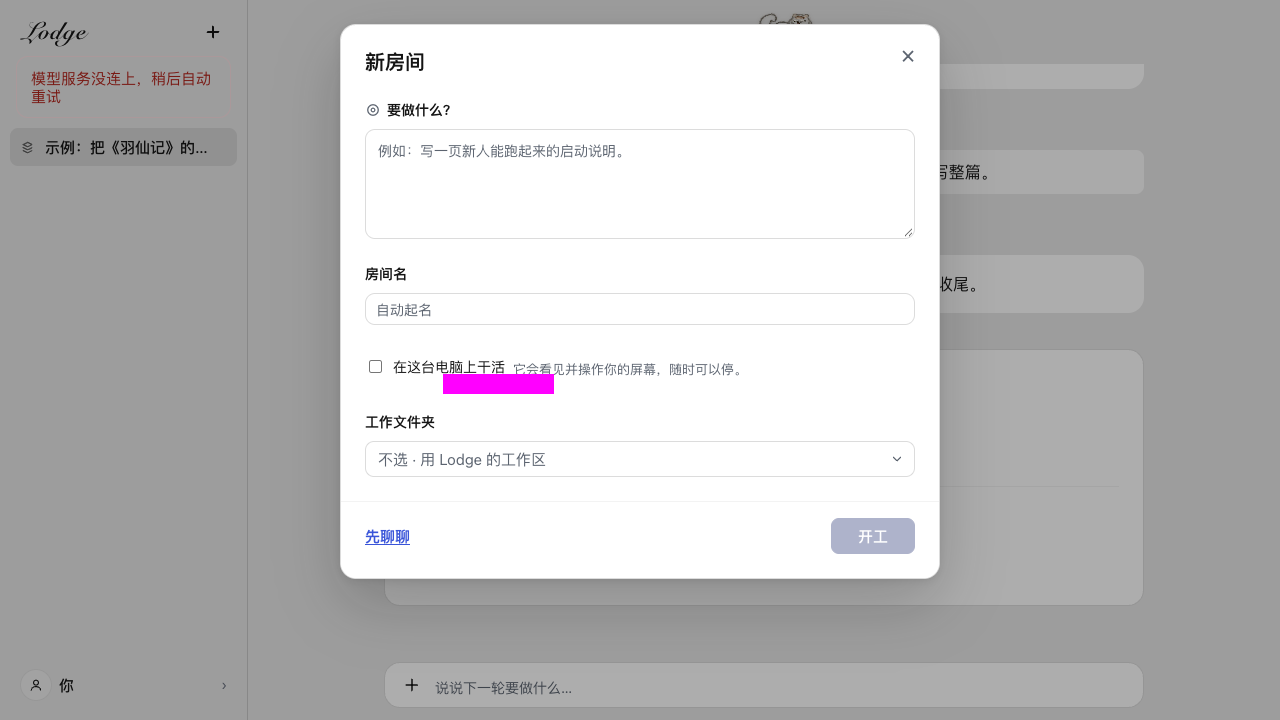 Lodge
模型服务没连上，稍后自动
重试
示例：把《羽仙记》的...
你
新房间
要做什么?
例如：写一页新人能跑起来的启动说明。
房间名
自动起名
在这台电脑上干活 它会看见并操作你的屏幕，随时可以停。
工作文件夹
不选 · 用 Lodge 的工作区
先聊聊
开工
写整篇。
收尾。
说说下一轮要做什么...